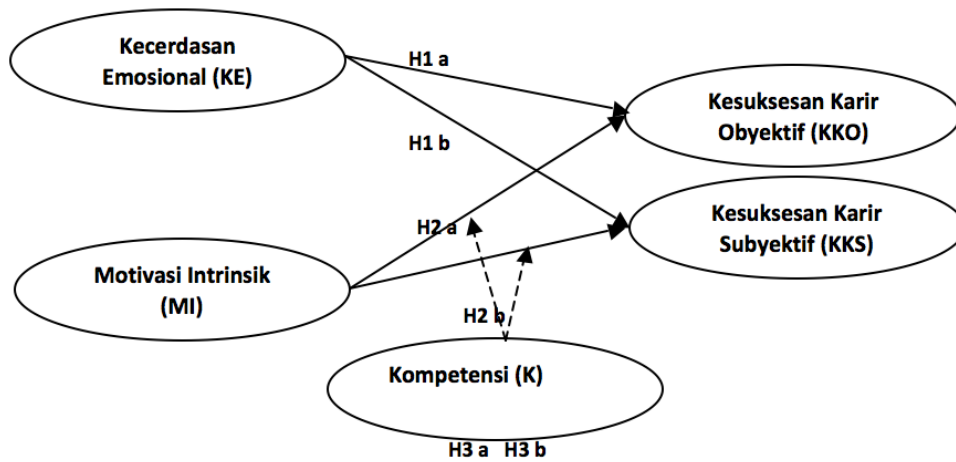 Kecerdasan
Emosional (KE)
H1 a
Kesuksesan Karir
Obyektif (KKO)
H1 b
Kesuksesan Karir
Subyektif (KKS)
H2 a
Motivasi Intrinsik
(MI)
H2 b
Kompetensi (K)
H3 a H3 b